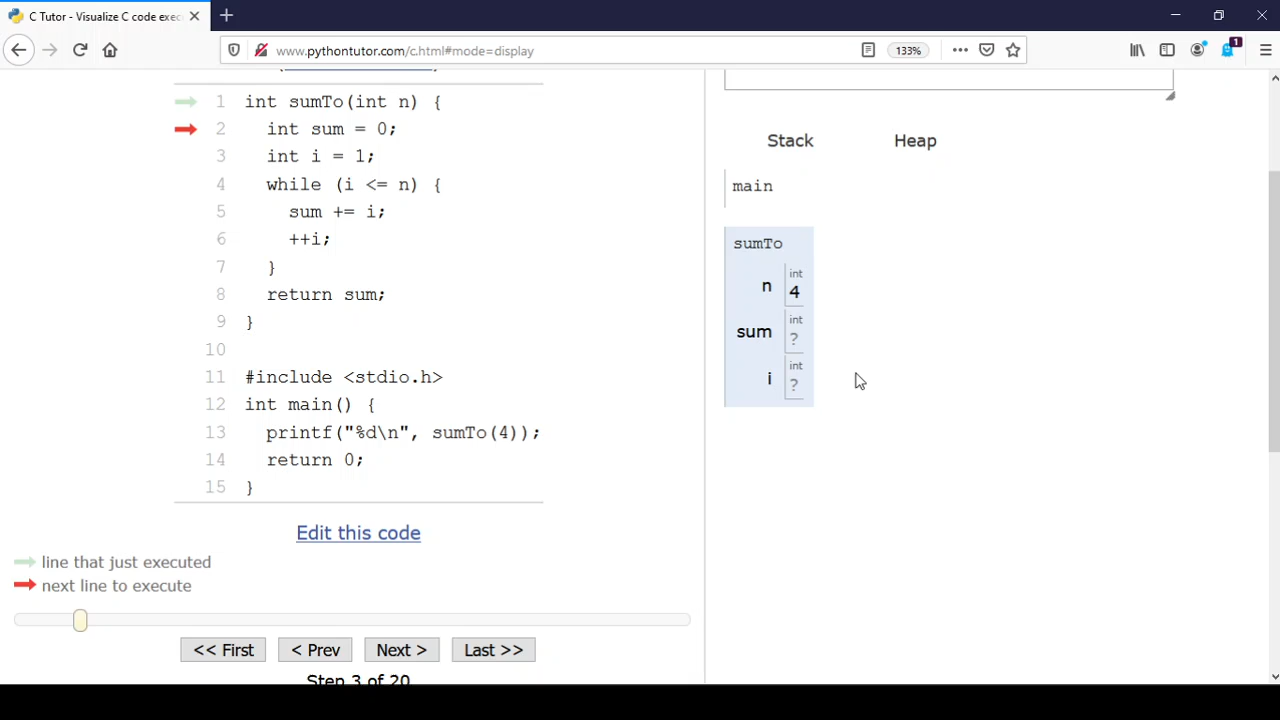 C Tutor - Visualize C code exec
www.pythontutor.com/c.html#mode=display
133%
1
1 int sumTo(int n) {
2 int sum = 0;
3 int i = 1;
4 while (i <= n) {
5 sum += i;
6 ++i;
7 }
8 return sum;
9 }
10
11 #include <stdio.h>
12 int main() {
13 printf("%d\n", sumTo(4));
14 return 0;
15 }
Edit this code
line that just executed
next line to execute
<< First
< Prev
Next >
Last >>
Step 3 of 20
Stack
Heap
main
sumTo
int
n 4
int
sum ?
int
i ?